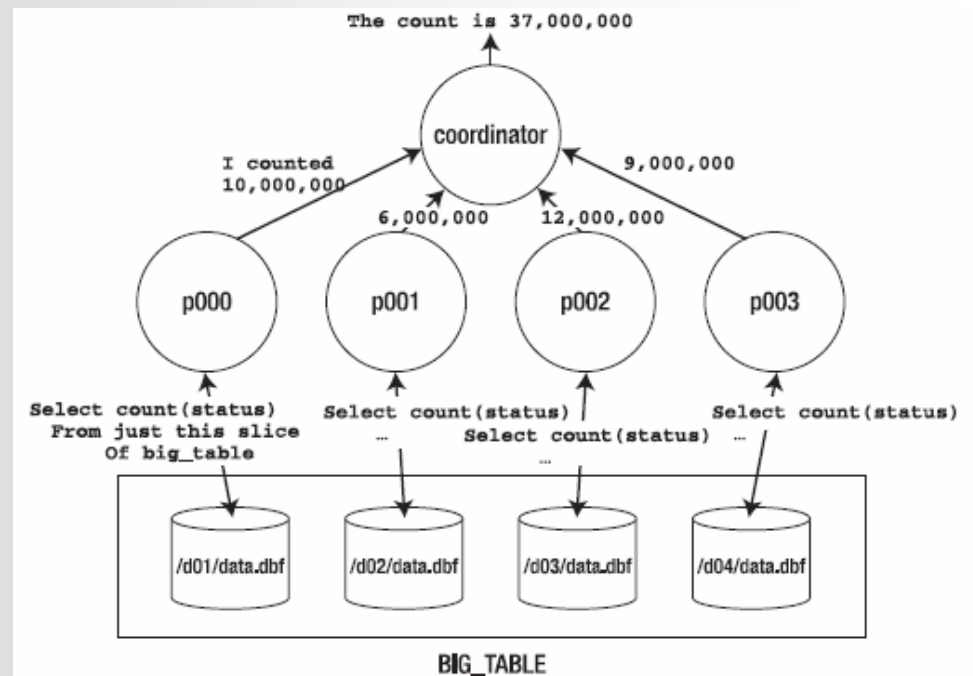 The count is 37,000,000
coordinator
I counted
10,000,000
9,000,000
6,000,000
12,000,000
p000
p001
p002
p003
Select count(status)
From just this slice
Of big_table
Select count(status)
…
Select count(status)
…
Select count(status)
…
/d01/data.dbf
/d02/data.dbf
/d03/data.dbf
/d04/data.dbf
BIG_TABLE